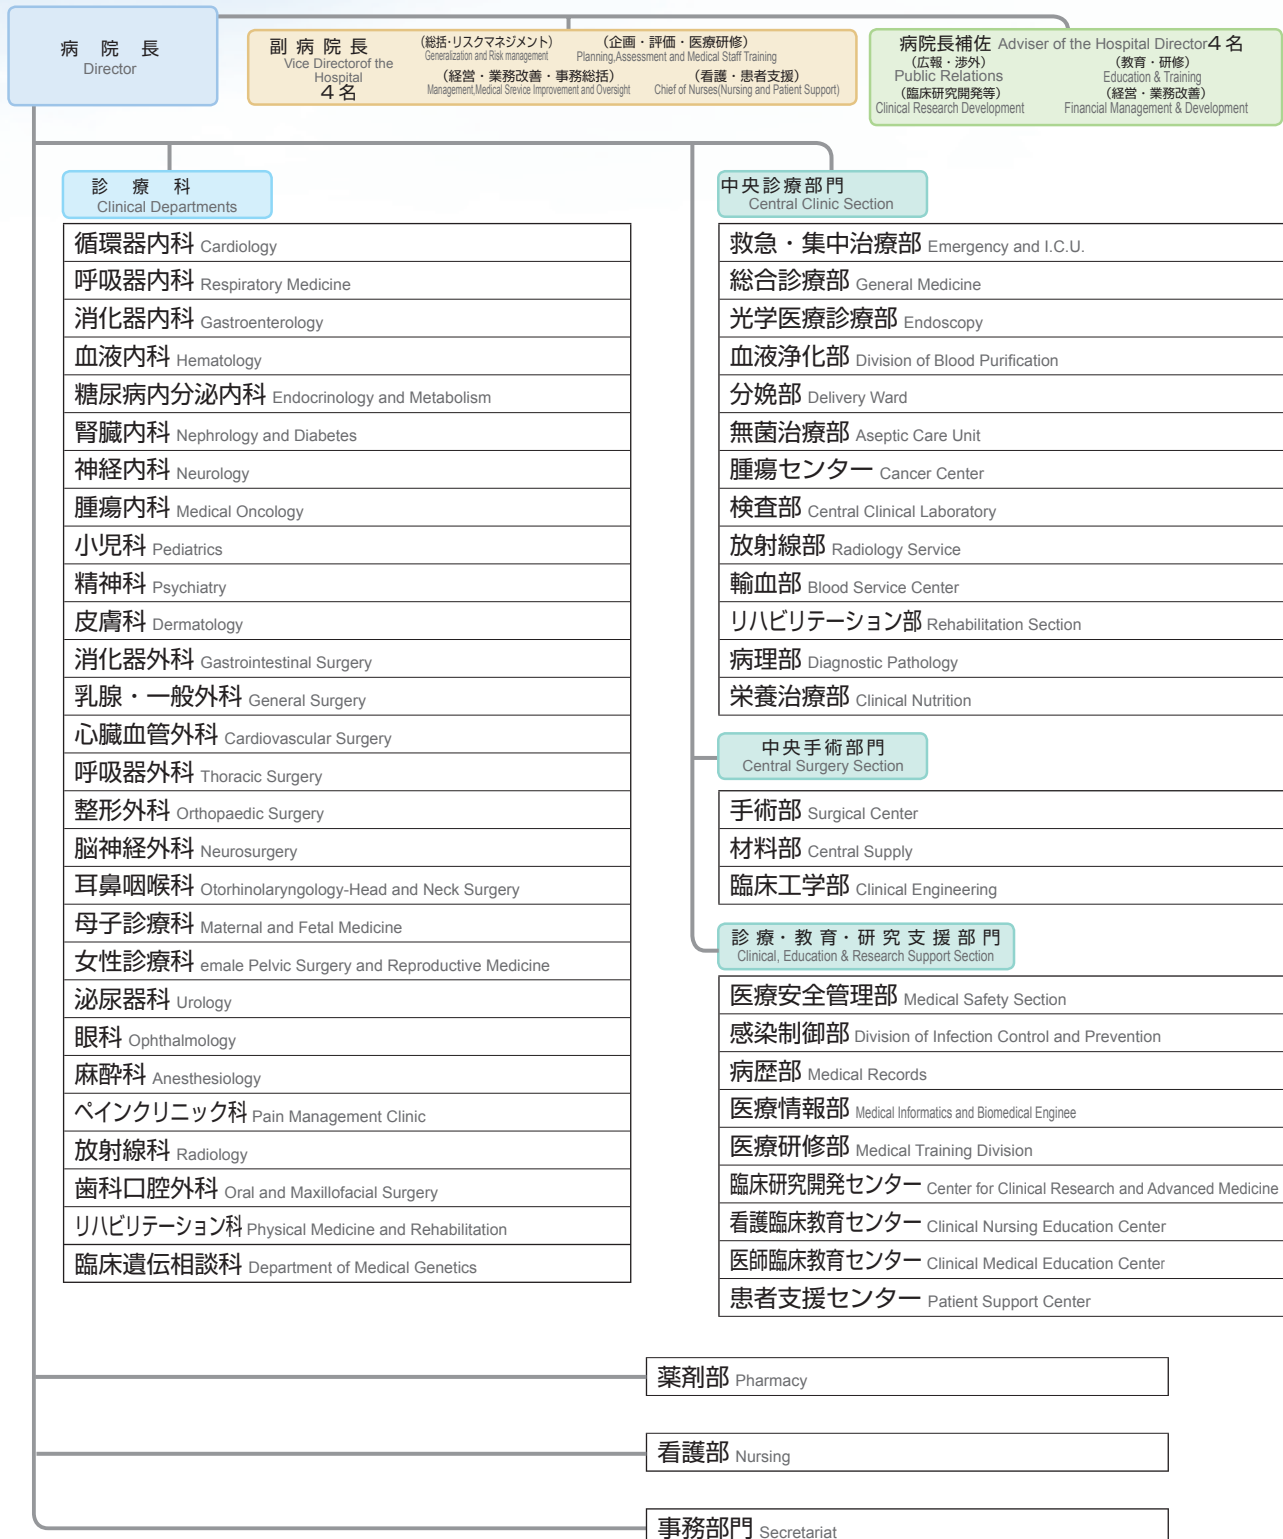 病院長
Director
副病院長
Vice Directorof the
Hospital
4名
(総括・リスクマネジメント)
Generalization and Risk management
(企画・評価・医療研修)
Planning,Assessment and Medical Staff Training
(経営・業務改善・事務総括)
Management,Medical Srevice Improvement and Oversight
(看護・患者支援)
Chief of Nurses(Nursing and Patient Support)
病院長補佐 Adviser of the Hospital Director4名
(広報・渉外)
Public Relations
(教育・研修)
Education & Training
(臨床研究開発等)
Clinical Research Development
(経営・業務改善)
Financial Management & Development
診療科
Clinical Departments
循環器内科 Cardiology
呼吸器内科 Respiratory Medicine
消化器内科 Gastroenterology
血液内科 Hematology
糖尿病内分泌内科 Endocrinology and Metabolism
腎臓内科 Nephrology and Diabetes
神経内科 Neurology
腫瘍内科 Medical Oncology
小児科 Pediatrics
精神科 Psychiatry
皮膚科 Dermatology
消化器外科 Gastrointestinal Surgery
乳腺・一般外科 General Surgery
心臓血管外科 Cardiovascular Surgery
呼吸器外科 Thoracic Surgery
整形外科 Orthopaedic Surgery
脳神経外科 Neurosurgery
耳鼻咽喉科 Otorhinolaryngology-Head and Neck Surgery
母子診療科 Maternal and Fetal Medicine
女性診療科 emale Pelvic Surgery and Reproductive Medicine
泌尿器科 Urology
眼科 Ophthalmology
麻酔科 Anesthesiology
ペインクリニック科 Pain Management Clinic
放射線科 Radiology
歯科口腔外科 Oral and Maxillofacial Surgery
リハビリテーション科 Physical Medicine and Rehabilitation
臨床遺伝相談科 Department of Medical Genetics
中央診療部門
Central Clinic Section
救急・集中治療部 Emergency and I.C.U.
総合診療部 General Medicine
光学医療診療部 Endoscopy
血液浄化部 Division of Blood Purification
分娩部 Delivery Ward
無菌治療部 Aseptic Care Unit
腫瘍センター Cancer Center
検査部 Central Clinical Laboratory
放射線部 Radiology Service
輸血部 Blood Service Center
リハビリテーション部 Rehabilitation Section
病理部 Diagnostic Pathology
栄養治療部 Clinical Nutrition
中央手術部門
Central Surgery Section
手術部 Surgical Center
材料部 Central Supply
臨床工学部 Clinical Engineering
診療・教育・研究支援部門
Clinical, Education & Research Support Section
医療安全管理部 Medical Safety Section
感染制御部 Division of Infection Control and Prevention
病歴部 Medical Records
医療情報部 Medical Informatics and Biomedical Enginee
医療研修部 Medical Training Division
臨床研究開発センター Center for Clinical Research and Advanced Medicine
看護臨床教育センター Clinical Nursing Education Center
医師臨床教育センター Clinical Medical Education Center
患者支援センター Patient Support Center
薬剤部 Pharmacy
看護部 Nursing
事務部門 Secretariat